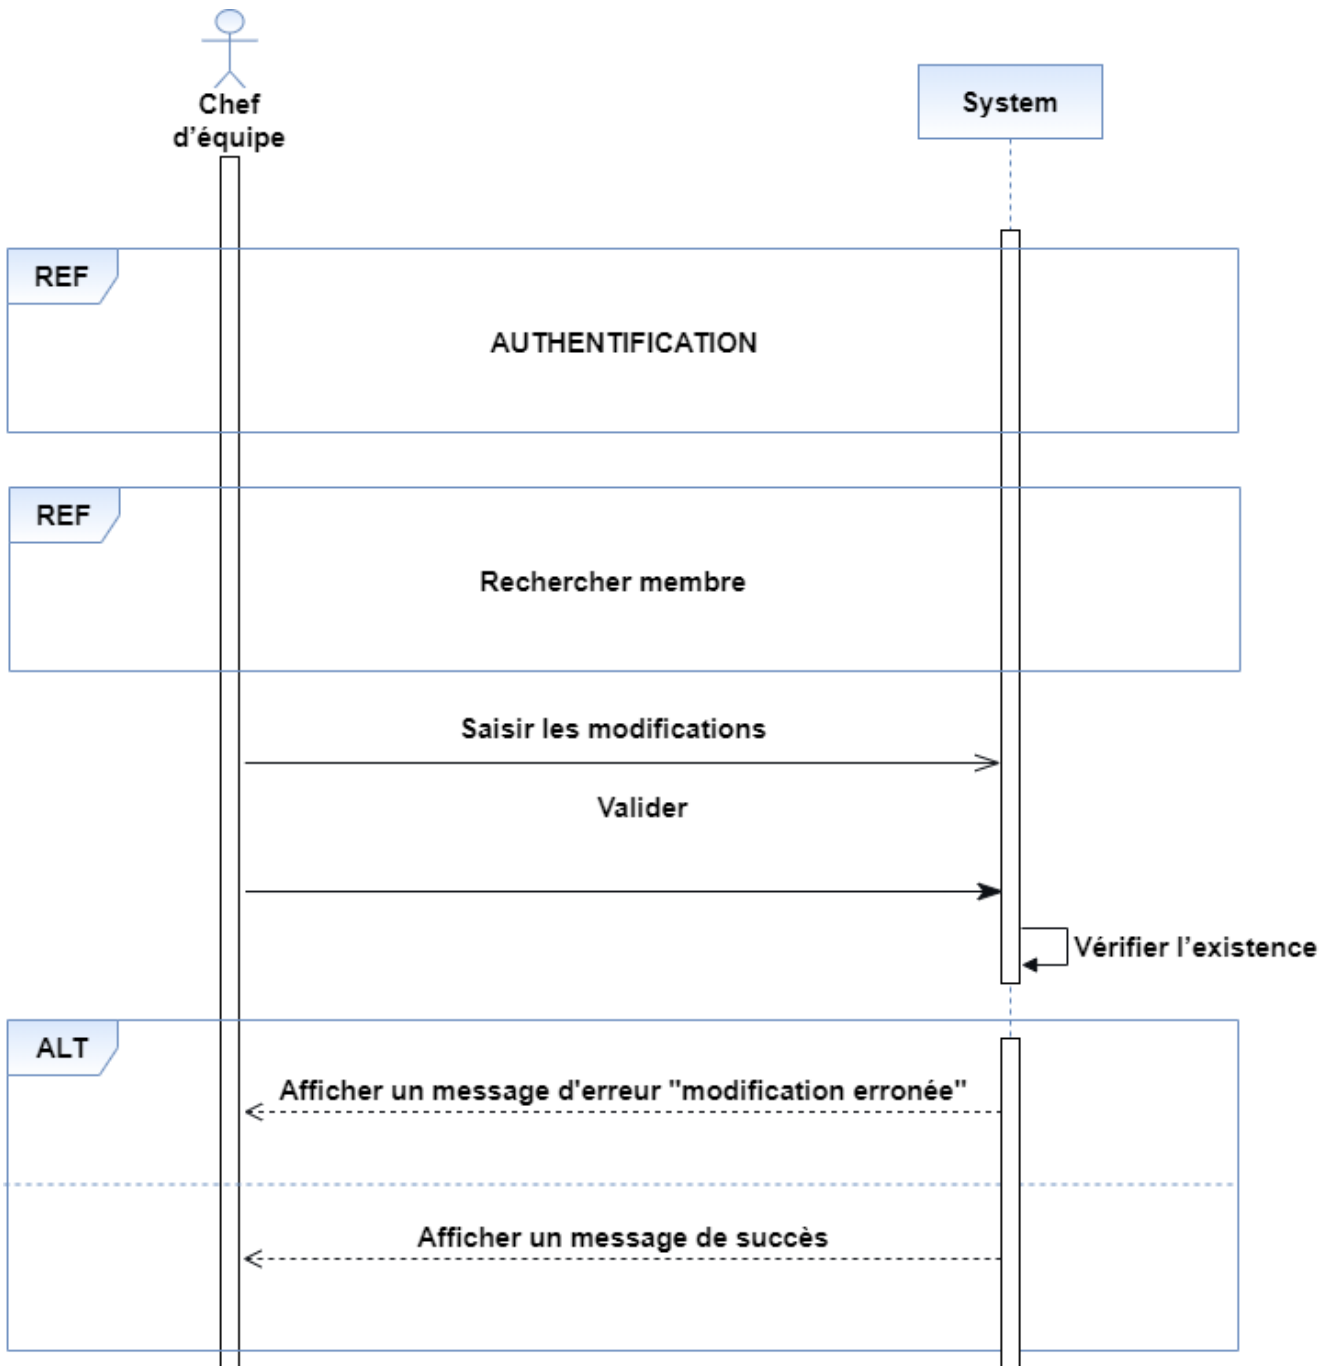 Chef
d’équipe
System
REF
AUTHENTIFICATION
REF
Rechercher membre
Saisir les modifications
Valider
Vérifier l’existence
ALT
Afficher un message d'erreur "modification erronée"
Afficher un message de succès